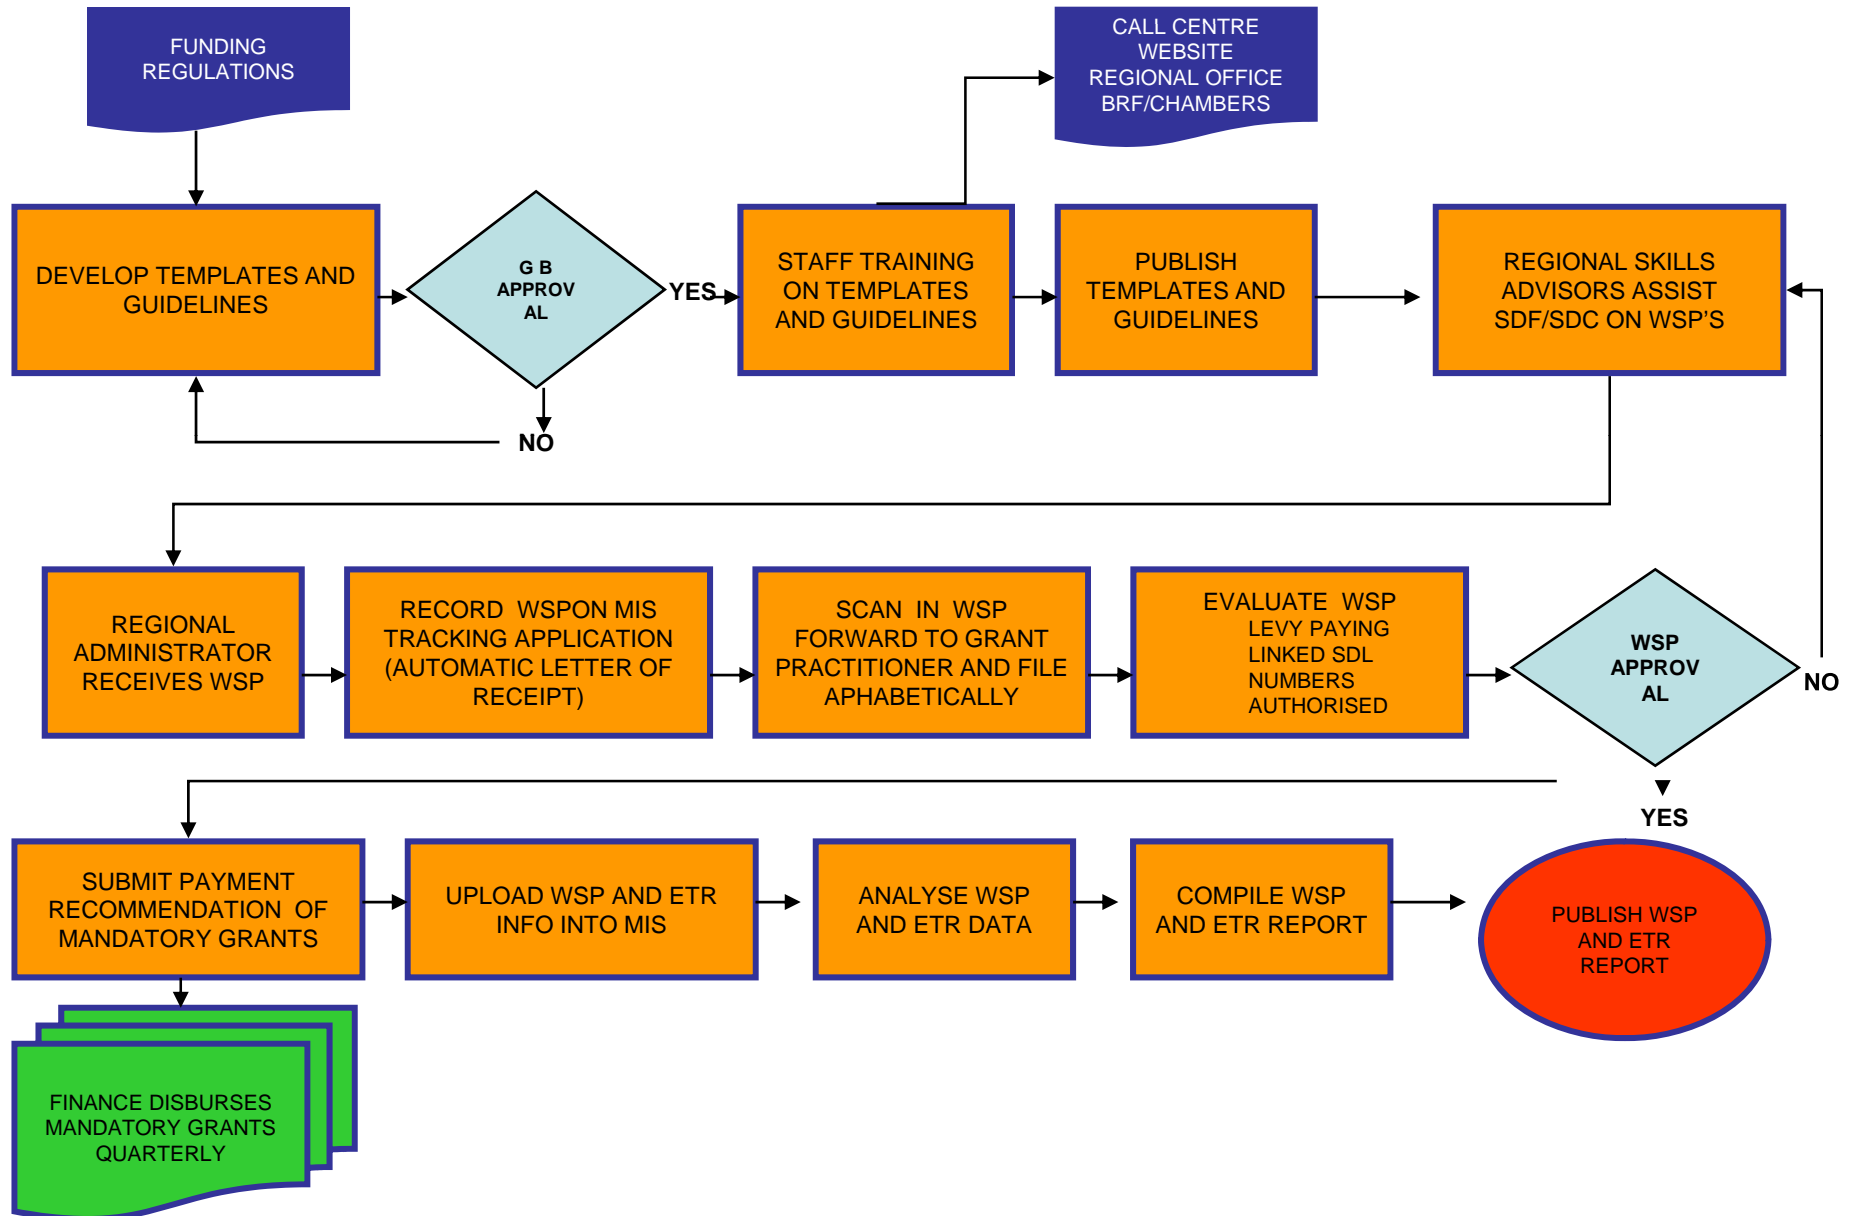 FUNDING
REGULATIONS
CALL CENTRE
WEBSITE
REGIONAL OFFICE
BRF/CHAMBERS
DEVELOP TEMPLATES AND
GUIDELINES
G B
APPROV
AL
YES
NO
STAFF TRAINING
ON TEMPLATES
AND GUIDELINES
PUBLISH
TEMPLATES AND
GUIDELINES
REGIONAL SKILLS
ADVISORS ASSIST
SDF/SDC ON WSP'S
REGIONAL
ADMINISTRATOR
RECEIVES WSP
RECORD WSPON MIS
TRACKING APPLICATION
(AUTOMATIC LETTER OF
RECEIPT)
SCAN IN WSP
FORWARD TO GRANT
PRACTITIONER AND FILE
APHABETICALLY
EVALUATE WSP
LEVY PAYING
LINKED SDL
NUMBERS
AUTHORISED
WSP
APPROV
AL
NO
YES
SUBMIT PAYMENT
RECOMMENDATION OF
MANDATORY GRANTS
UPLOAD WSP AND ETR
INFO INTO MIS
ANALYSE WSP
AND ETR DATA
COMPILE WSP
AND ETR REPORT
PUBLISH WSP
AND ETR
REPORT
FINANCE DISBURSES
MANDATORY GRANTS
QUARTERLY